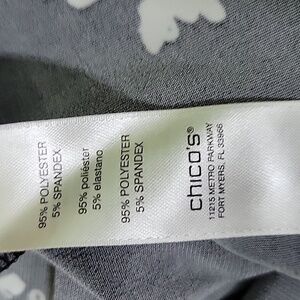 95% POLYESTER
5% SPANDEX
95% poliéster
5% elastano
95% POLYESTER
5% SPANDEX
chico's®
11215 METRO PARKWAY
FORT MYERS, FL 33966